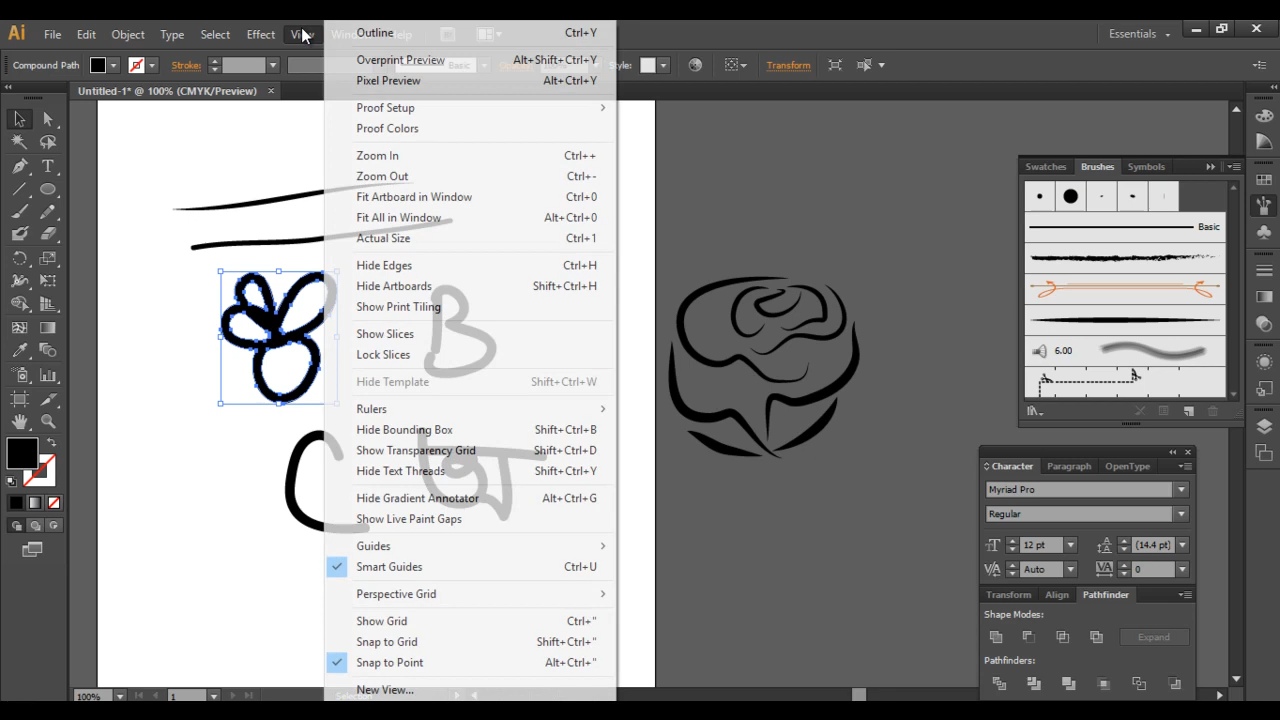 Ai File Edit Object Type Select Effect View Essentials
Compound Path Stroke: Basic Style: Transform
Untitled-1* @ 100% (CMYK/Preview) ×
Outline Ctrl+Y
Overprint Preview Alt+Shift+Ctrl+Y
Pixel Preview Alt+Ctrl+Y
Proof Setup
Proof Colors
Zoom In Ctrl++
Zoom Out Ctrl+-
Fit Artboard in Window Ctrl+0
Fit All in Window Alt+Ctrl+0
Actual Size Ctrl+1
Hide Edges Ctrl+H
Hide Artboards Shift+Ctrl+H
Show Print Tiling
Show Slices
Lock Slices
Hide Template Shift+Ctrl+W
Rulers
Hide Bounding Box Shift+Ctrl+B
Show Transparency Grid Shift+Ctrl+D
Hide Text Threads Shift+Ctrl+Y
Hide Gradient Annotator Alt+Ctrl+G
Show Live Paint Gaps
Guides
Smart Guides Ctrl+U
Perspective Grid
Show Grid Ctrl+"
Snap to Grid Shift+Ctrl+"
Snap to Point Alt+Ctrl+"
New View...
B
C
Swatches Brushes Symbols
Basic
6.00
Character Paragraph OpenType
Myriad Pro
Regular
12 pt (14.4 pt)
Auto 0
Transform Align Pathfinder
Shape Modes:
Expand
Pathfinders:
100% 1